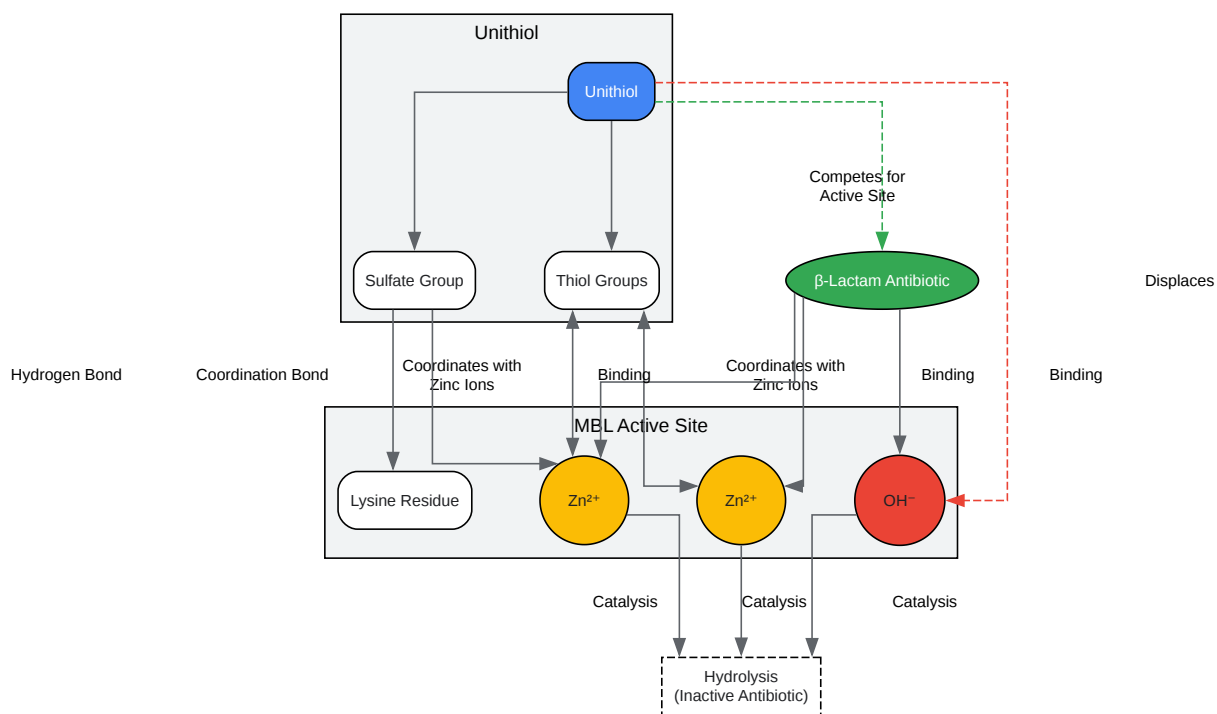 Unithiol
Unithiol
Competes for
Active Site
Sulfate Group
Thiol Groups
β-Lactam Antibiotic
Displaces
Hydrogen Bond
Coordination Bond
Coordinates with
Zinc Ions
Binding
Coordinates with
Zinc Ions
Binding
Binding
MBL Active Site
Lysine Residue
Zn²⁺
Zn²⁺
OH⁻
Catalysis
Catalysis
Catalysis
Hydrolysis
(Inactive Antibiotic)